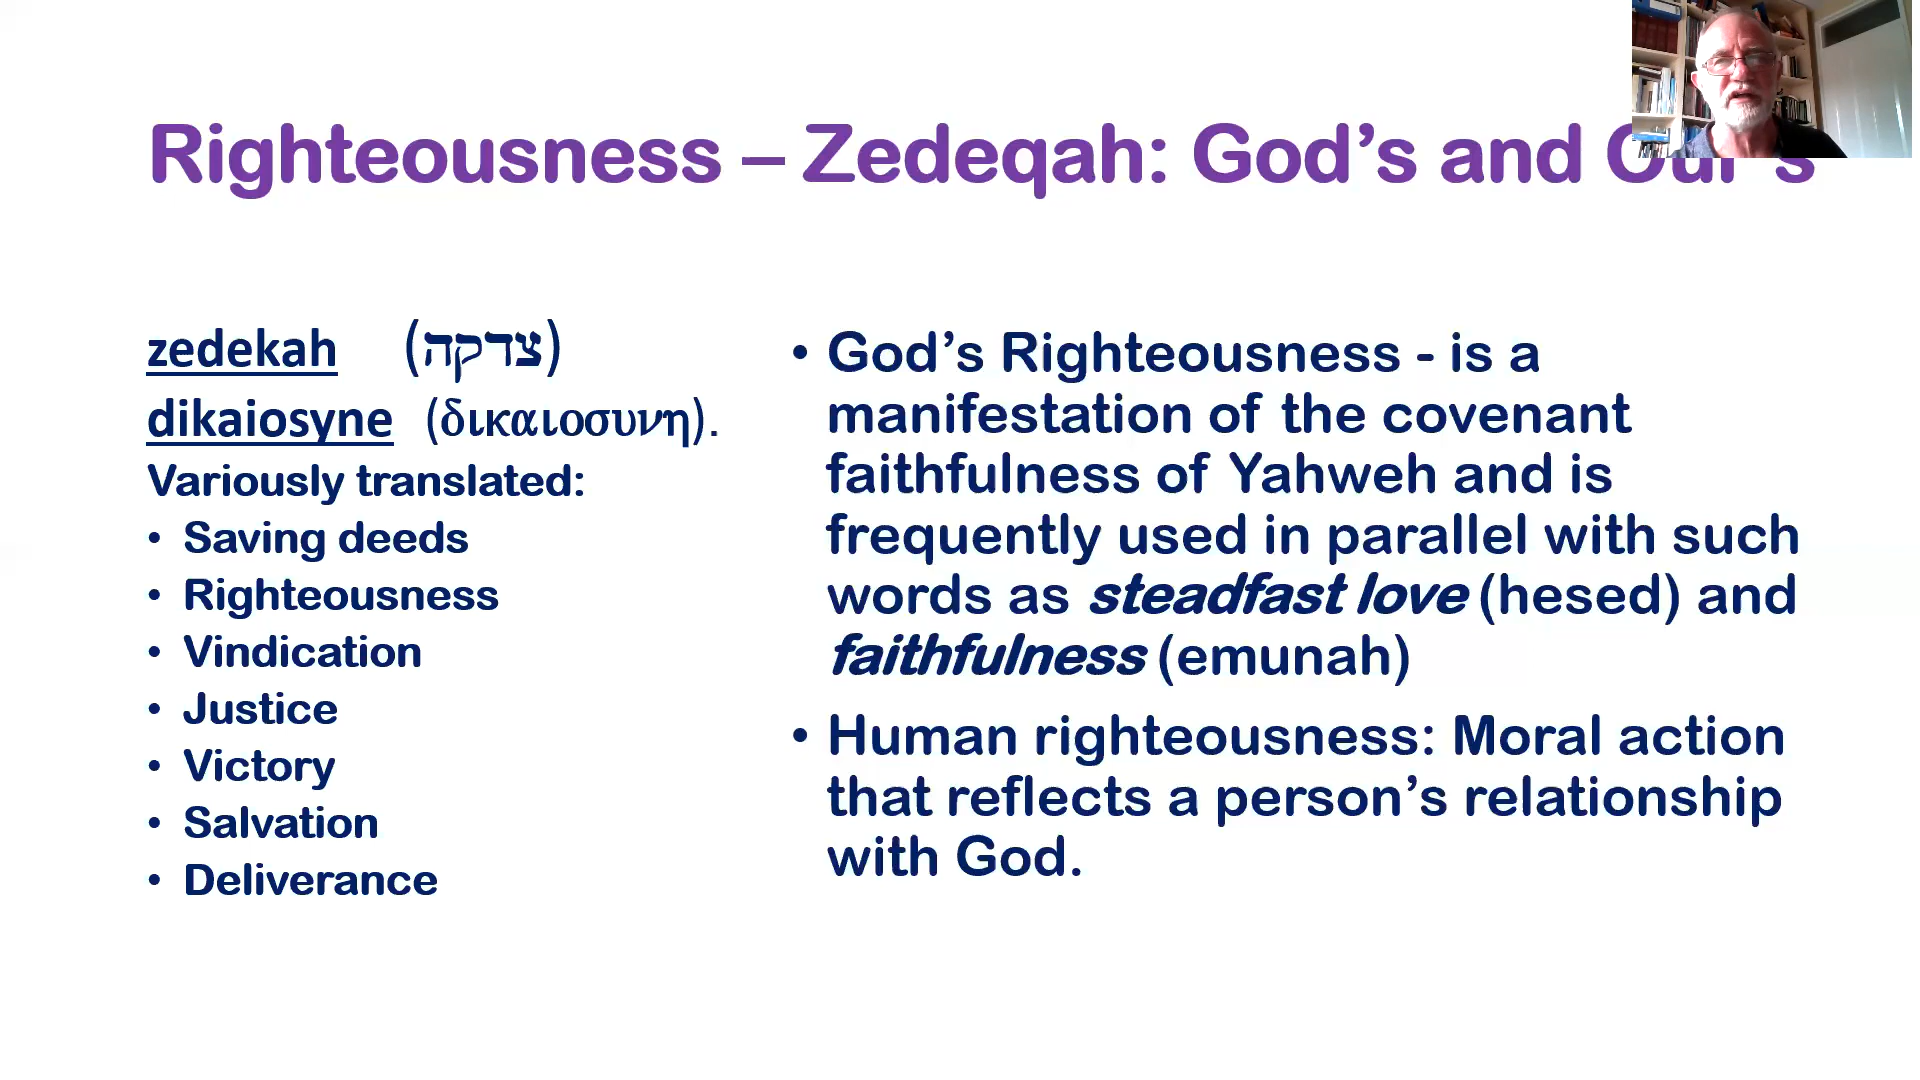 Righteousness – Zedeqah: God’s and Our’s
zedekah (צדקה)
dikaiosyne (δικαιοσυνη).
Variously translated:
• Saving deeds
• Righteousness
• Vindication
• Justice
• Victory
• Salvation
• Deliverance
• God’s Righteousness - is a
manifestation of the covenant
faithfulness of Yahweh and is
frequently used in parallel with such
words as steadfast love (hesed) and
faithfulness (emunah)
• Human righteousness: Moral action
that reflects a person’s relationship
with God.